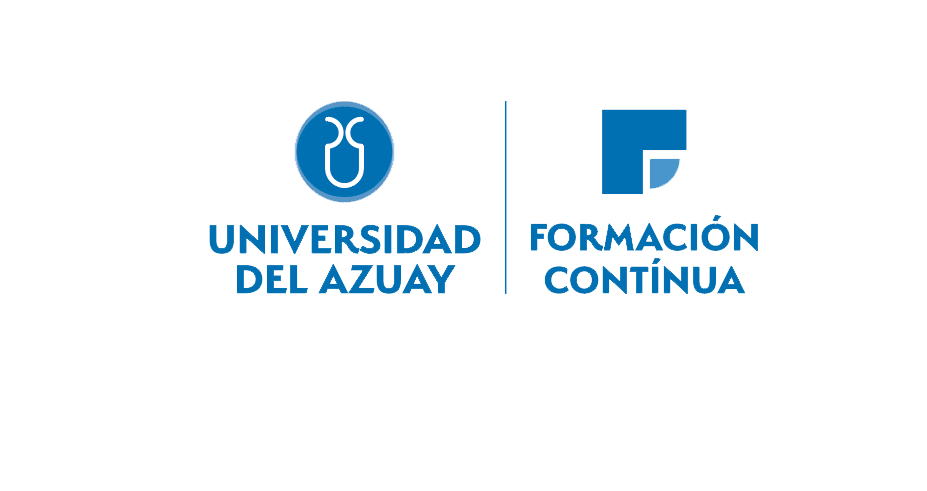 UNIVERSIDAD
DEL AZUAY
FORMACIÓN
CONTÍNUA